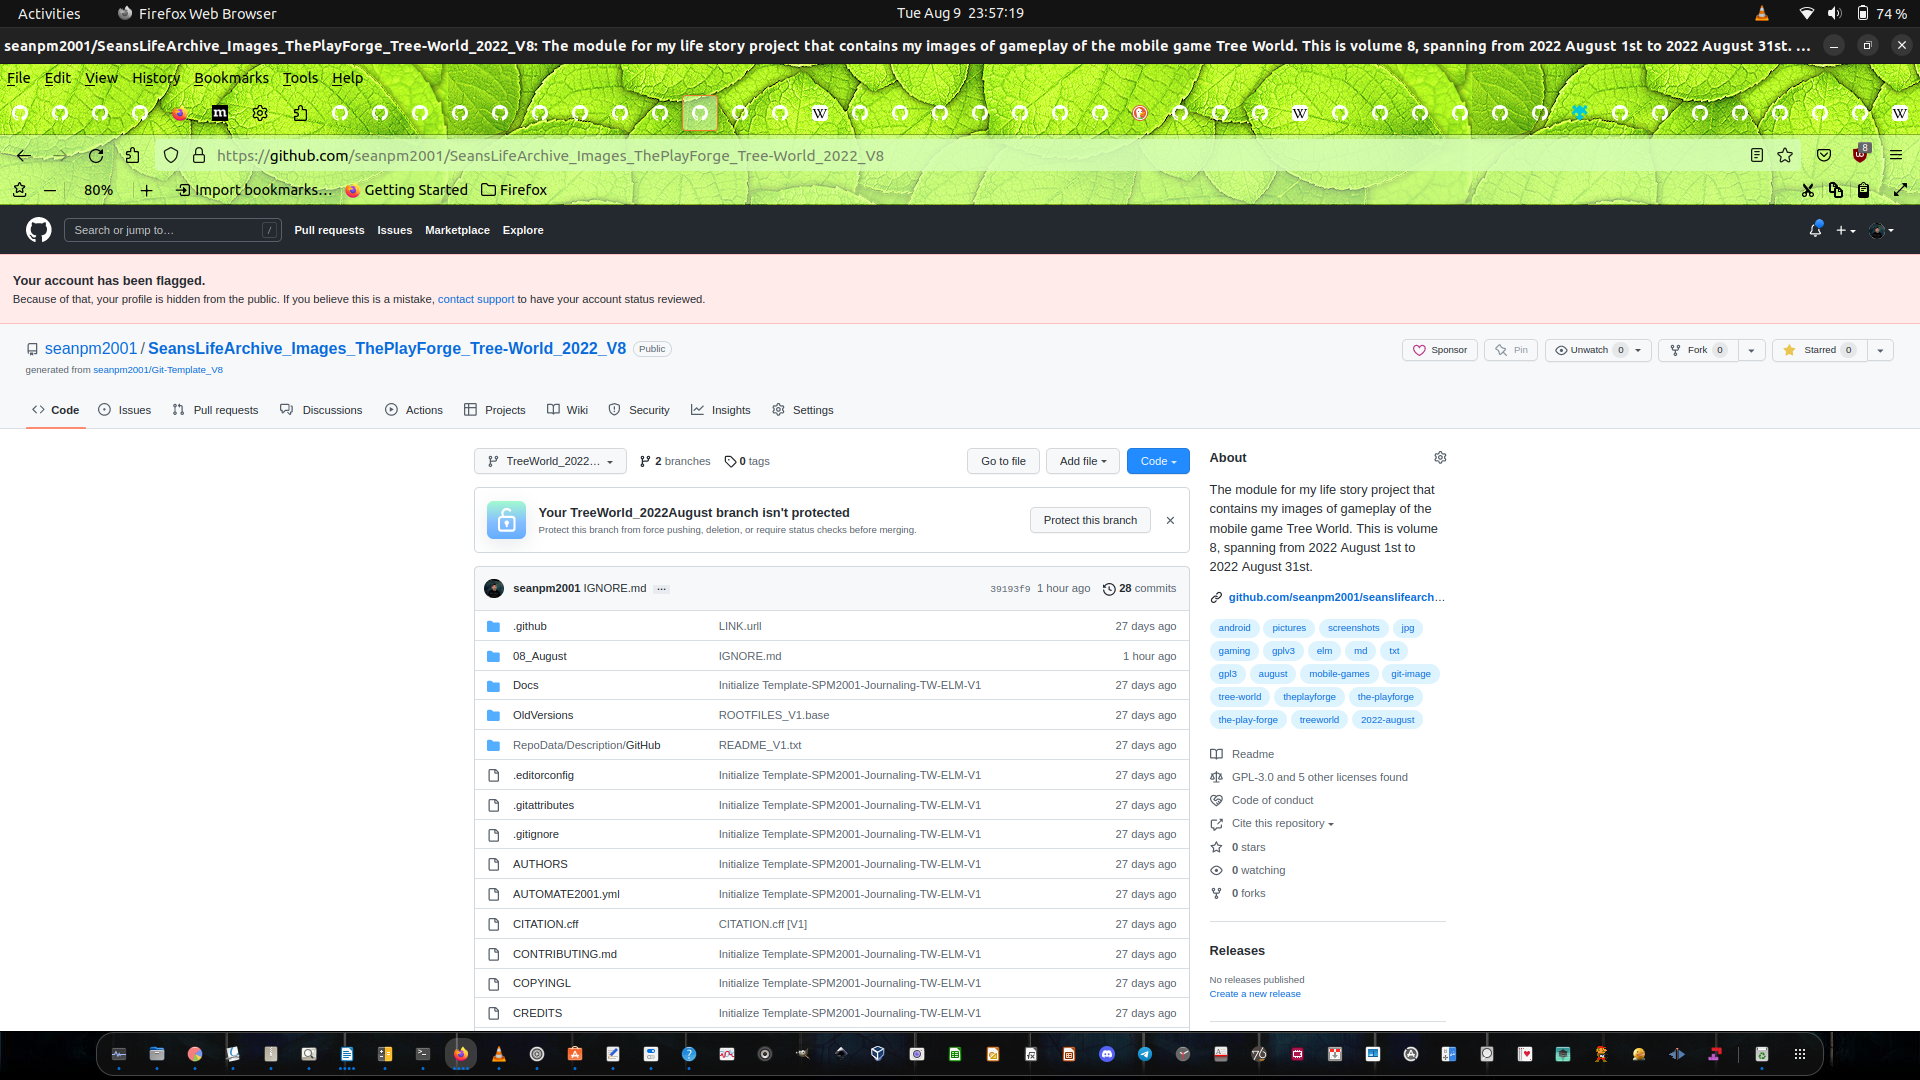 Activities
Firefox Web Browser
Tue Aug 9 23:57:19
74 %
seanpm2001/SeansLifeArchive_Images_ThePlayForge_Tree-World_2022_V8: The module for my life story project that contains my images of gameplay of the mobile game Tree World. This is volume 8, spanning from 2022 August 1st to 2022 August 31st. …
File Edit View History Bookmarks Tools Help
https://github.com/seanpm2001/SeansLifeArchive_Images_ThePlayForge_Tree-World_2022_V8
8
80%
Import bookmarks…
Getting Started
Firefox
Search or jump to…
/
Pull requests Issues Marketplace Explore
Your account has been flagged.
Because of that, your profile is hidden from the public. If you believe this is a mistake, contact support to have your account status reviewed.
seanpm2001 / SeansLifeArchive_Images_ThePlayForge_Tree-World_2022_V8 Public
Sponsor Pin Unwatch 0 Fork 0 Starred 0
generated from seanpm2001/Git-Template_V8
Code Issues Pull requests Discussions Actions Projects Wiki Security Insights Settings
TreeWorld_2022… 2 branches 0 tags Go to file Add file Code
Your TreeWorld_2022August branch isn't protected
Protect this branch from force pushing, deletion, or require status checks before merging.
Protect this branch
seanpm2001 IGNORE.md … 39193f9 1 hour ago 28 commits
.github LINK.urll 27 days ago
08_August IGNORE.md 1 hour ago
Docs Initialize Template-SPM2001-Journaling-TW-ELM-V1 27 days ago
OldVersions ROOTFILES_V1.base 27 days ago
RepoData/Description/GitHub README_V1.txt 27 days ago
.editorconfig Initialize Template-SPM2001-Journaling-TW-ELM-V1 27 days ago
.gitattributes Initialize Template-SPM2001-Journaling-TW-ELM-V1 27 days ago
.gitignore Initialize Template-SPM2001-Journaling-TW-ELM-V1 27 days ago
AUTHORS Initialize Template-SPM2001-Journaling-TW-ELM-V1 27 days ago
AUTOMATE2001.yml Initialize Template-SPM2001-Journaling-TW-ELM-V1 27 days ago
CITATION.cff CITATION.cff [V1] 27 days ago
CONTRIBUTING.md Initialize Template-SPM2001-Journaling-TW-ELM-V1 27 days ago
COPYINGL Initialize Template-SPM2001-Journaling-TW-ELM-V1 27 days ago
CREDITS Initialize Template-SPM2001-Journaling-TW-ELM-V1 27 days ago
About
The module for my life story project that
contains my images of gameplay of the
mobile game Tree World. This is volume
8, spanning from 2022 August 1st to
2022 August 31st.
github.com/seanpm2001/seanslifearch…
android pictures screenshots jpg
gaming gplv3 elm md txt
gpl3 august mobile-games git-image
tree-world theplayforge the-playforge
the-play-forge treeworld 2022-august
Readme
GPL-3.0 and 5 other licenses found
Code of conduct
Cite this repository
0 stars
0 watching
0 forks
Releases
No releases published
Create a new release